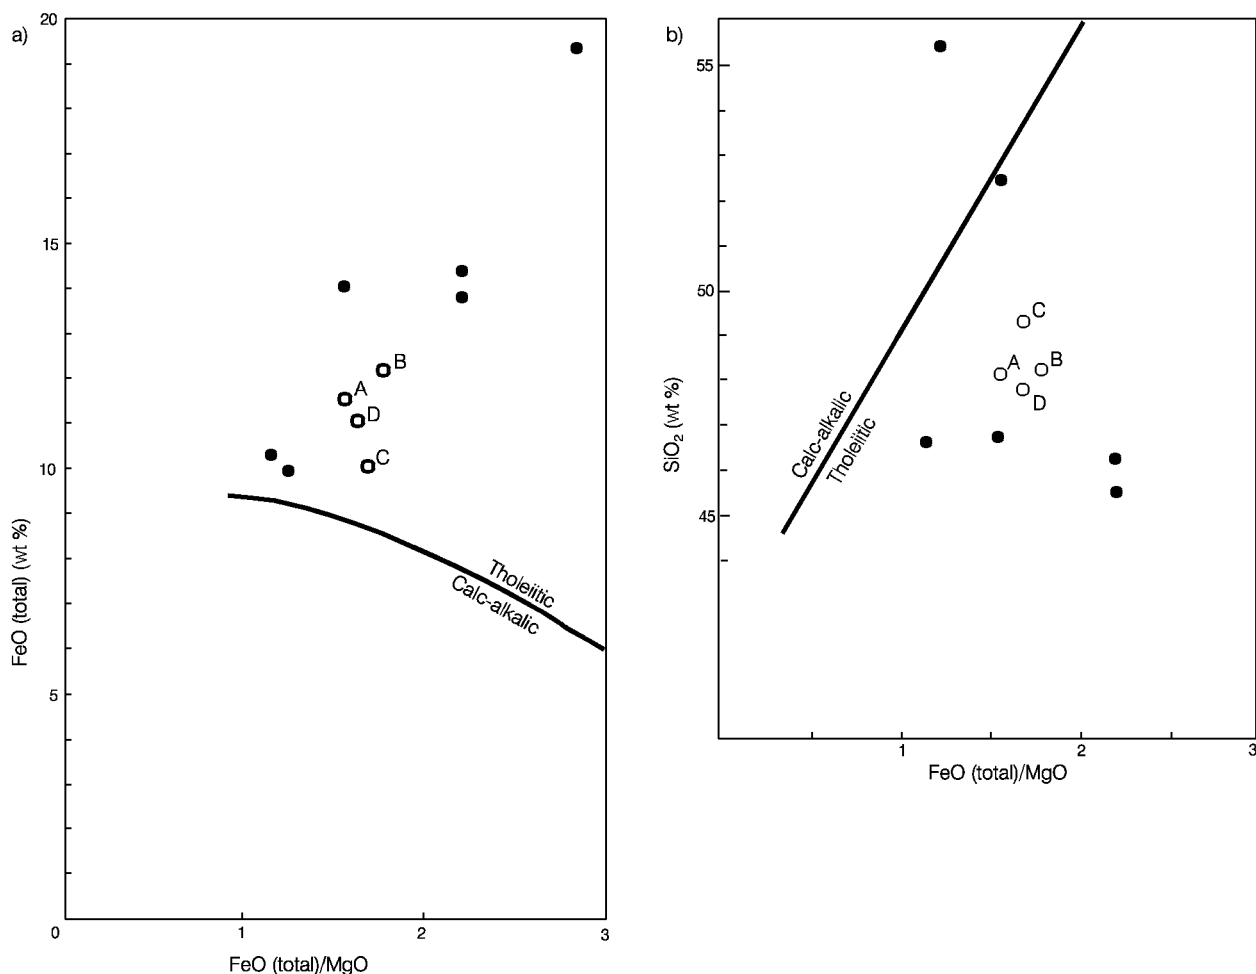 a)
20
15
10
5
0
1
2
3
FeO (total) (wt %)
FeO (total)/MgO
A
B
D
C
Tholeiitic
Calc-alkalic
b)
55
50
45
1
2
3
SiO₂ (wt %)
FeO (total)/MgO
C
A
B
D
Calc-alkalic
Tholeiitic